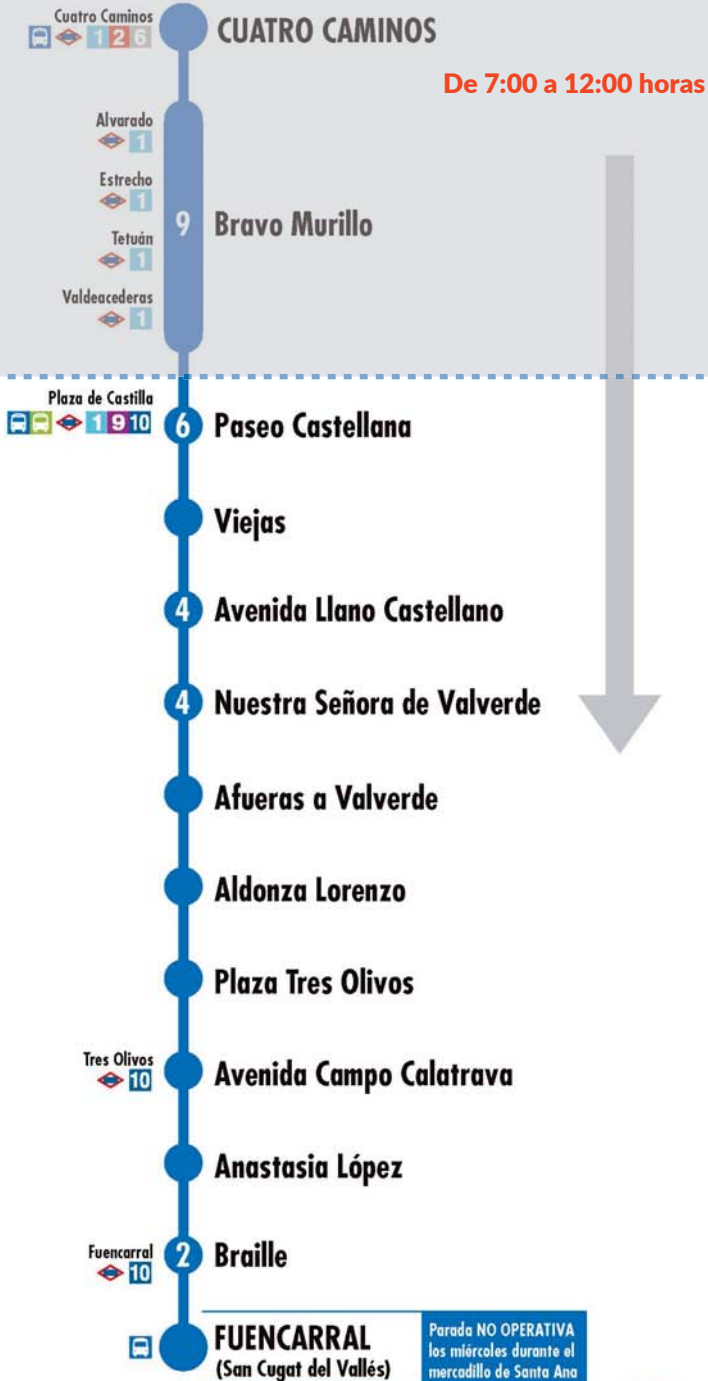 Cuatro Caminos
1 2 6
CUATRO CAMINOS
De 7:00 a 12:00 horas
Alvarado
1
Estrecho
1
9
Bravo Murillo
Tetuán
1
Valdeacederas
1
Plaza de Castilla
1 9 10
6
Paseo Castellana
Viejas
4
Avenida Llano Castellano
4
Nuestra Señora de Valverde
Afueras a Valverde
Aldonza Lorenzo
Plaza Tres Olivos
Tres Olivos
10
Avenida Campo Calatrava
Anastasia López
Fuencarral
10
2
Braille
FUENCARRAL
(San Cugat del Vallés)
Parada NO OPERATIVA
los miércoles durante el
mercadillo de Santa Ana